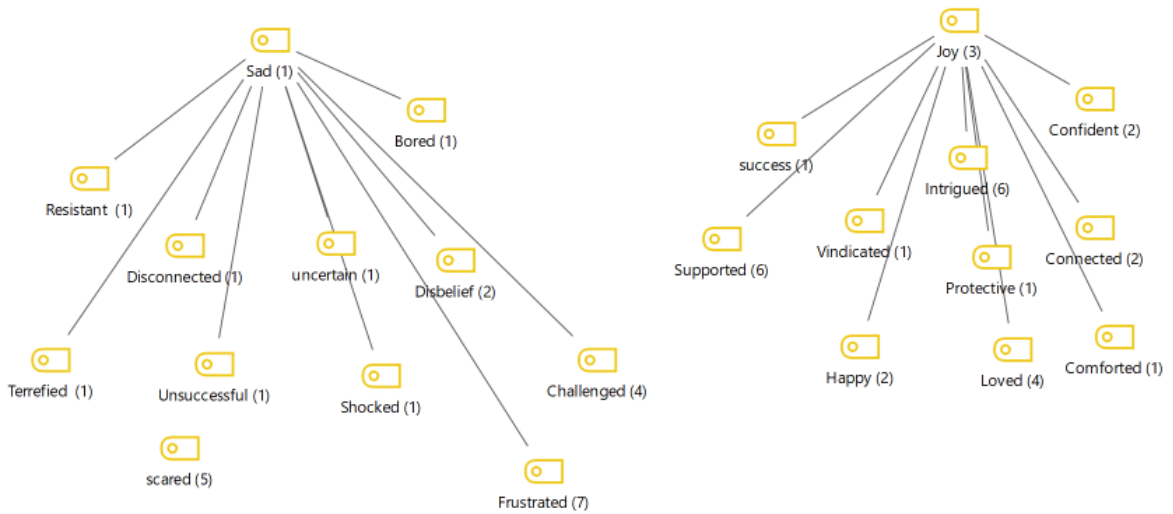 Sad (1)
Bored (1)
Resistant (1)
Disconnected (1)
uncertain (1)
Disbelief (2)
Terrefied (1)
Unsuccessful (1)
Shocked (1)
Challenged (4)
scared (5)
Frustrated (7)
Joy (3)
Confident (2)
success (1)
Intrigued (6)
Supported (6)
Vindicated (1)
Connected (2)
Protective (1)
Happy (2)
Loved (4)
Comforted (1)